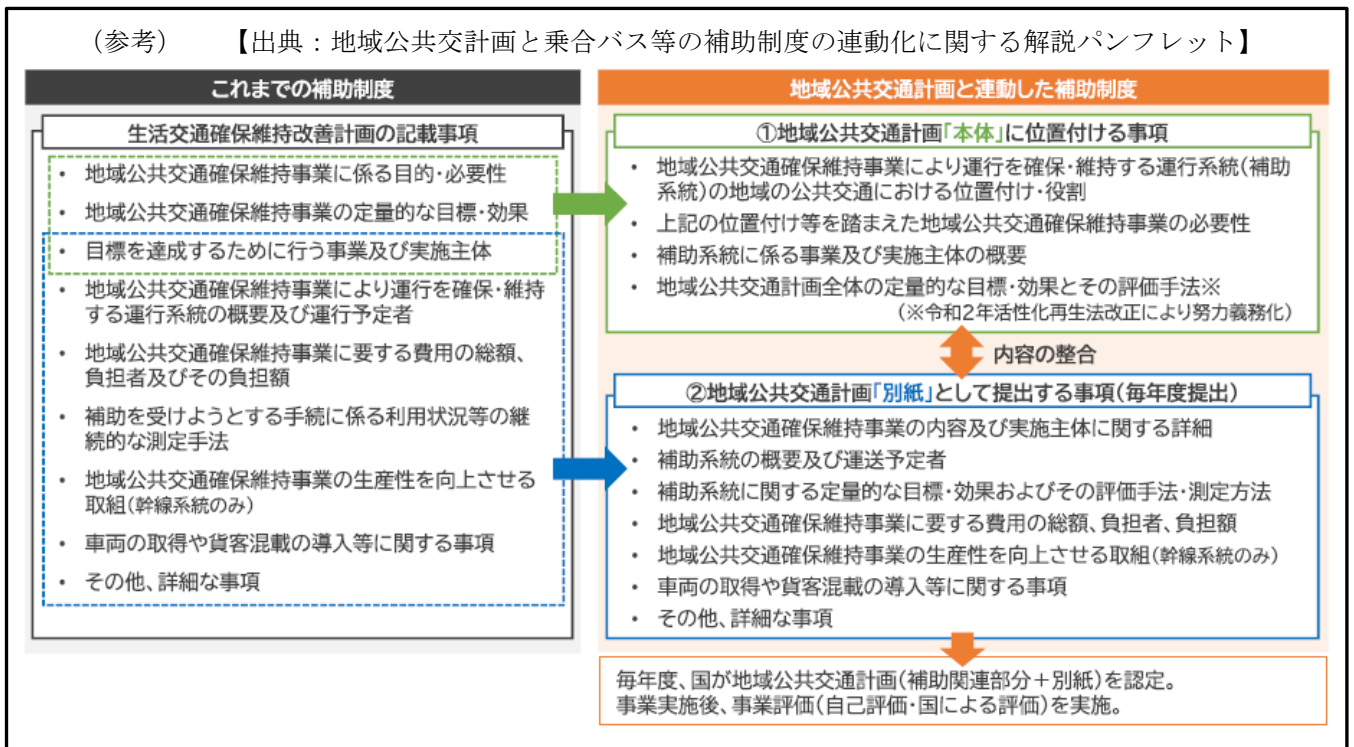 （参考）　【出典：地域公共交計画と乗合バス等の補助制度の連動化に関する解説パンフレット】
これまでの補助制度
生活交通確保維持改善計画の記載事項
・ 地域公共交通確保維持事業に係る目的・必要性
・ 地域公共交通確保維持事業の定量的な目標・効果
・ 目標を達成するために行う事業及び実施主体
・ 地域公共交通確保維持事業により運行を確保・維持
する運行系統の概要及び運行予定者
・ 地域公共交通確保維持事業に要する費用の総額、
負担者及びその負担額
・ 補助を受けようとする手続に係る利用状況等の継
続的な測定手法
・ 地域公共交通確保維持事業の生産性を向上させる
取組(幹線系統のみ)
・ 車両の取得や貨客混載の導入等に関する事項
・ その他、詳細な事項
地域公共交通計画と連動した補助制度
①地域公共交通計画「本体」に位置付ける事項
・ 地域公共交通確保維持事業により運行を確保・維持する運行系統(補助
系統)の地域の公共交通における位置付け・役割
・ 上記の位置付け等を踏まえた地域公共交通確保維持事業の必要性
・ 補助系統に係る事業及び実施主体の概要
・ 地域公共交通計画全体の定量的な目標・効果とその評価手法※
(※令和2年活性化再生法改正により努力義務化)
内容の整合
②地域公共交通計画「別紙」として提出する事項(毎年度提出)
・ 地域公共交通確保維持事業の内容及び実施主体に関する詳細
・ 補助系統の概要及び運送予定者
・ 補助系統に関する定量的な目標・効果およびその評価手法・測定方法
・ 地域公共交通確保維持事業に要する費用の総額、負担者、負担額
・ 地域公共交通確保維持事業の生産性を向上させる取組(幹線系統のみ)
・ 車両の取得や貨客混載の導入等に関する事項
・ その他、詳細な事項
毎年度、国が地域公共交通計画(補助関連部分＋別紙)を認定。
事業実施後、事業評価(自己評価・国による評価)を実施。